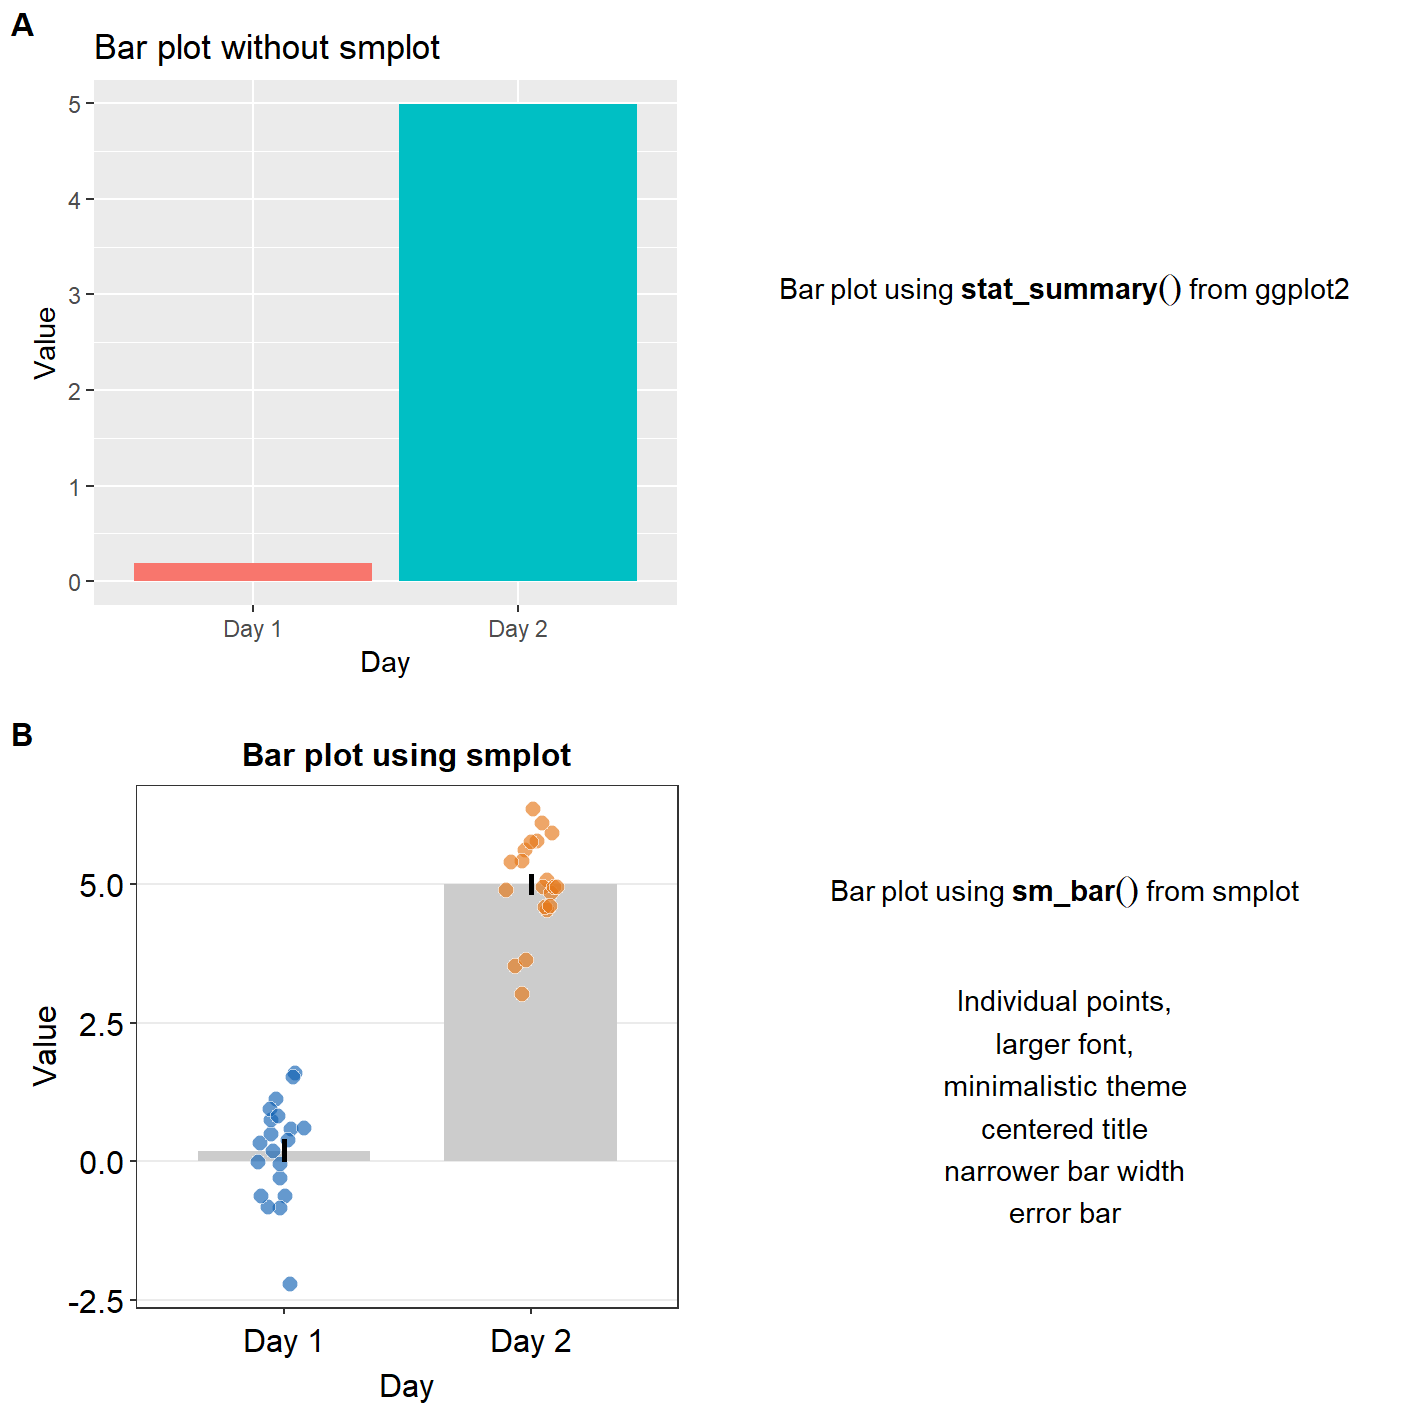 A
Bar plot without smplot
5
4
3
2
1
0
Value
Day 1
Day 2
Day
Bar plot using stat_summary() from ggplot2
B
Bar plot using smplot
5.0
2.5
0.0
-2.5
Value
Day 1
Day 2
Day
Bar plot using sm_bar() from smplot
Individual points,
larger font,
minimalistic theme
centered title
narrower bar width
error bar